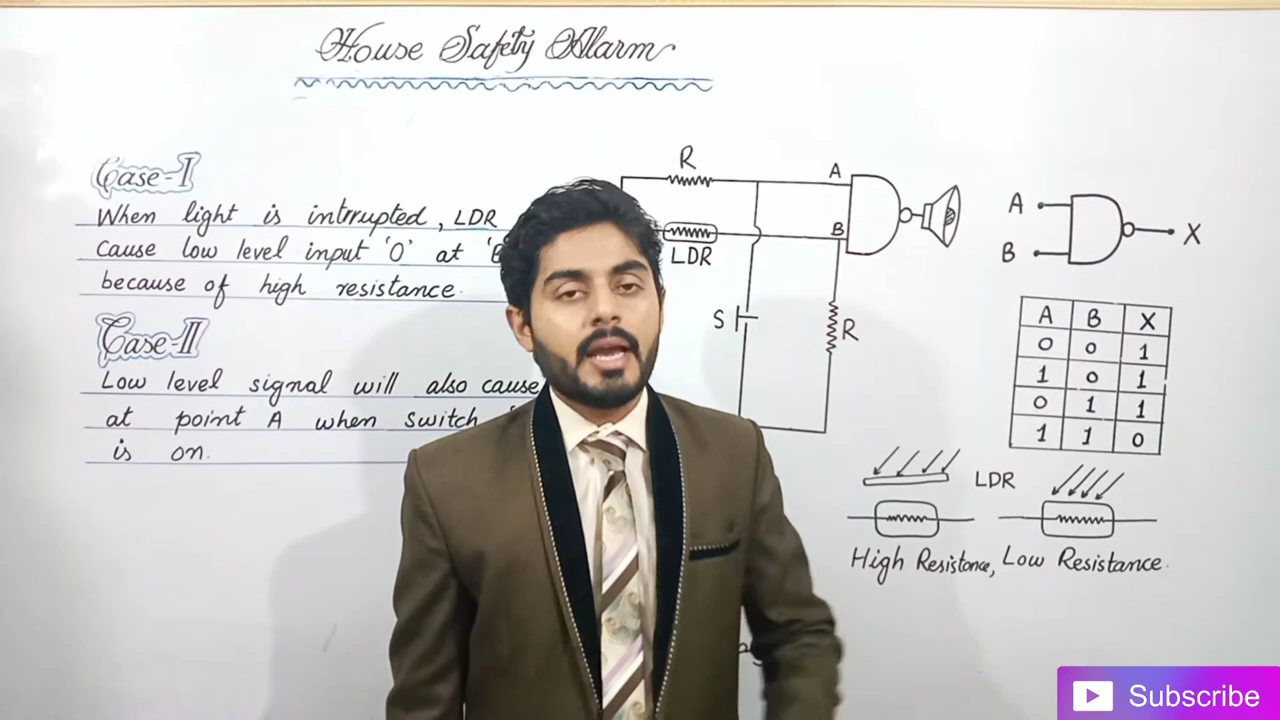 House Safety Alarm
Case-I
When light is intrrupted, LDR
cause low level input '0' at
because of high resistance.
Case-II
Low level signal will also cause
at point A when switch
is on.
R
LDR
S
A
B
R
A
B
X
A B X
0 0 1
1 0 1
0 1 1
1 1 0
LDR
High Resistance, Low Resistance.
Subscribe